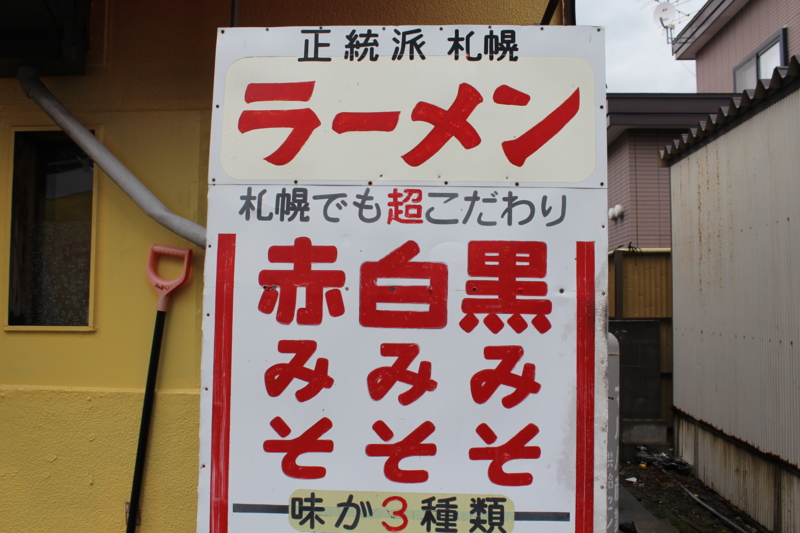 正統派 札幌
ラーメン
札幌でも超こだわり
赤みそ
白みそ
黒みそ
味が3種類